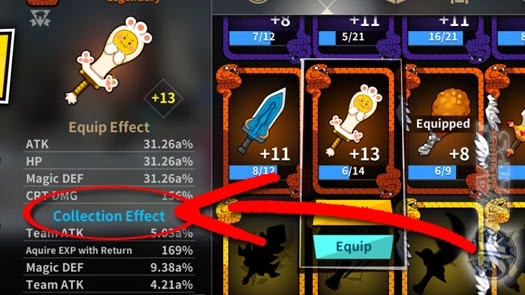 Legendary
+13
Equip Effect
ATK 31.26a%
HP 31.26a%
Magic DEF 31.26a%
CRT DMG 156%
Collection Effect
Team ATK 5.03a%
Aquire EXP with Return 169%
Magic DEF 9.38a%
Team ATK 4.21a%
+8
7/12
+11
5/21
+11
16/21
+11
8/12
+13
6/14
Equipped
+8
6/9
Equip